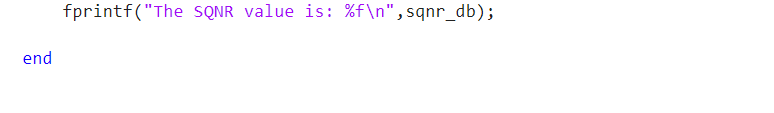 fprintf("The SQNR value is: %f\n",sqnr_db);
end